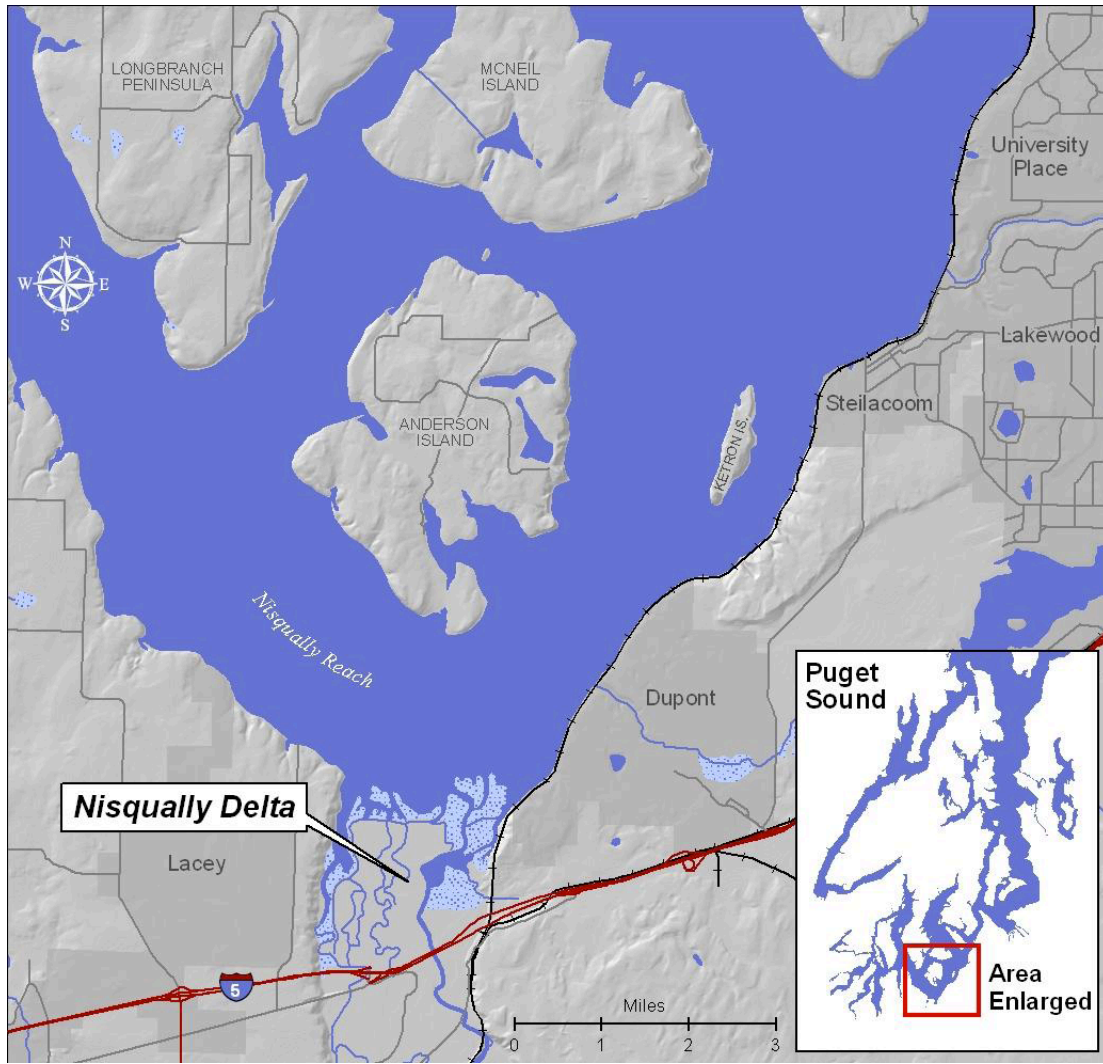 LONGBRANCH
PENINSULA
MCNEIL
ISLAND
University
Place
N
W E
S
Lakewood
Steilacoom
ANDERSON
ISLAND
KETRON IS.
Nisqually Reach
Dupont
Nisqually Delta
Lacey
5
Miles
0 1 2 3
Puget
Sound
Area
Enlarged